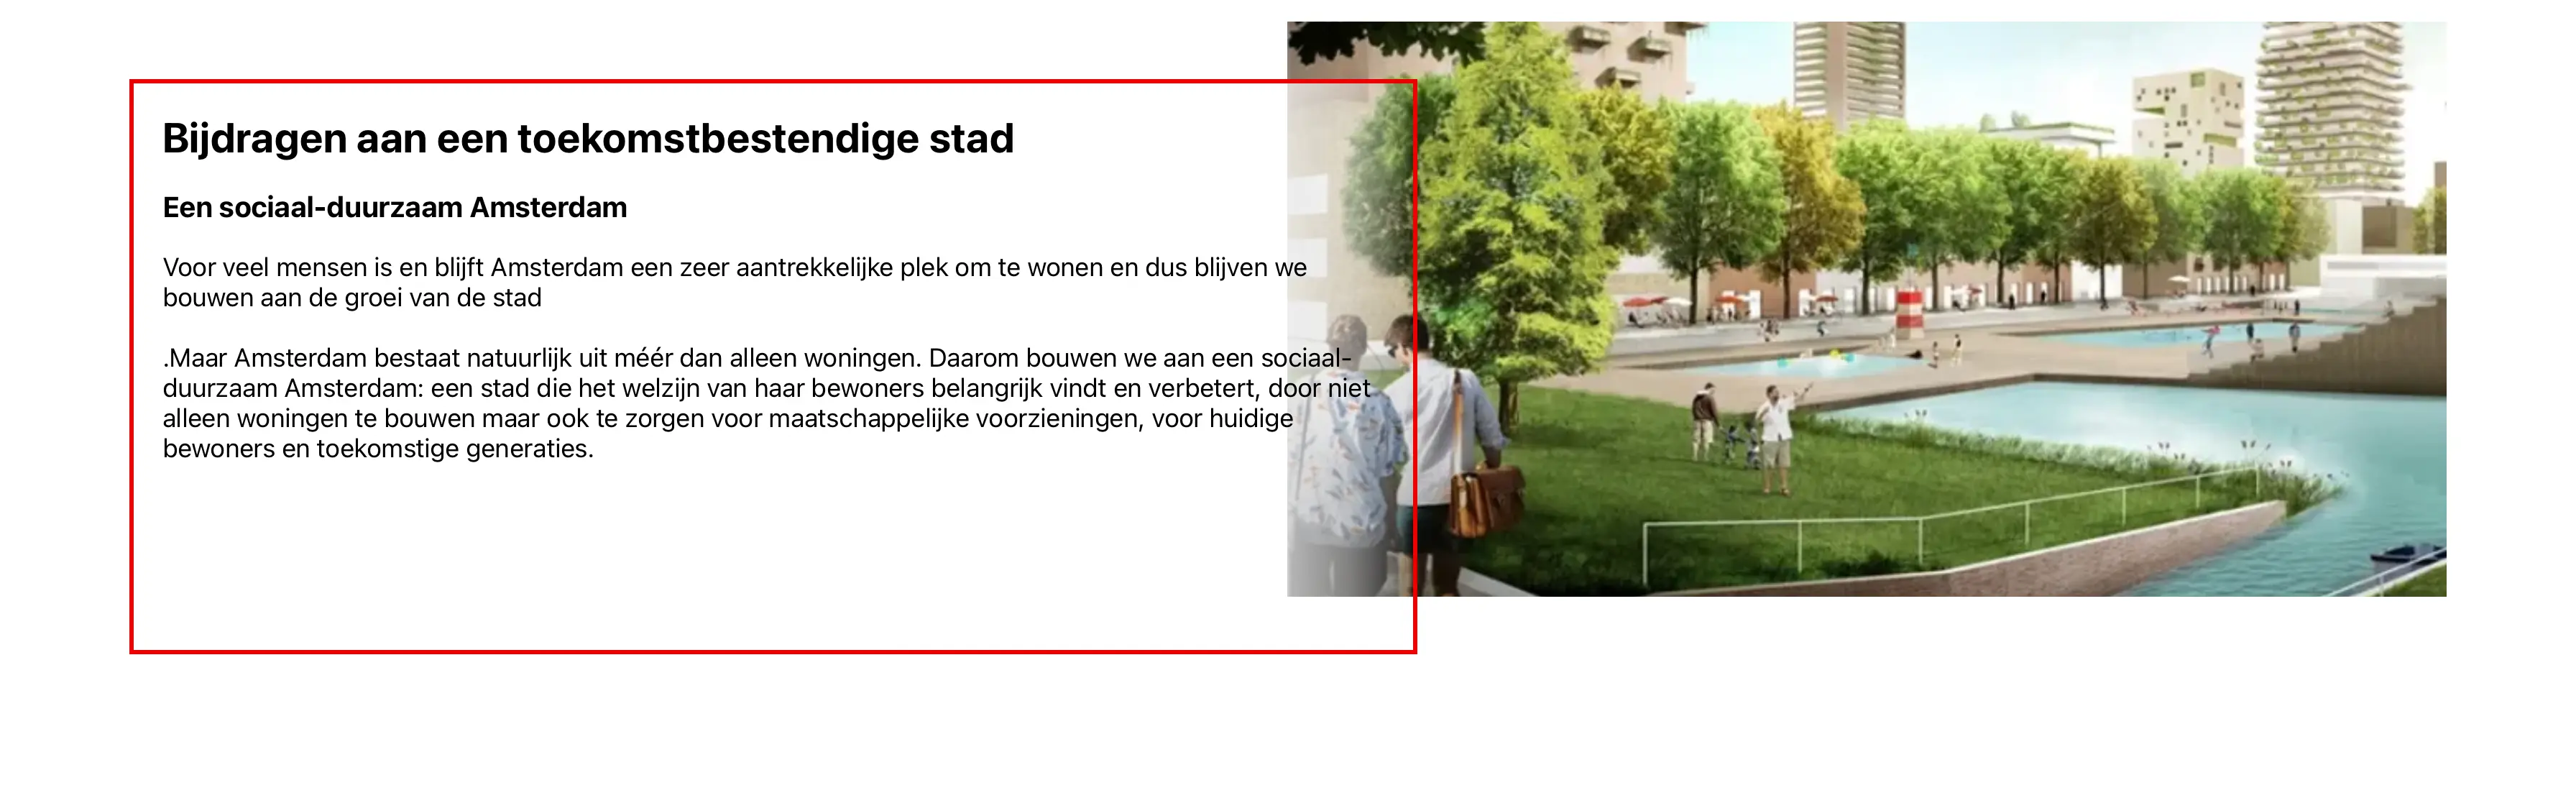 Bijdragen aan een toekomstbestendige stad
Een sociaal-duurzaam Amsterdam
Voor veel mensen is en blijft Amsterdam een zeer aantrekkelijke plek om te wonen en dus blijven we
bouwen aan de groei van de stad
.Maar Amsterdam bestaat natuurlijk uit méér dan alleen woningen. Daarom bouwen we aan een sociaal-
duurzaam Amsterdam: een stad die het welzijn van haar bewoners belangrijk vindt en verbetert, door niet
alleen woningen te bouwen maar ook te zorgen voor maatschappelijke voorzieningen, voor huidige
bewoners en toekomstige generaties.